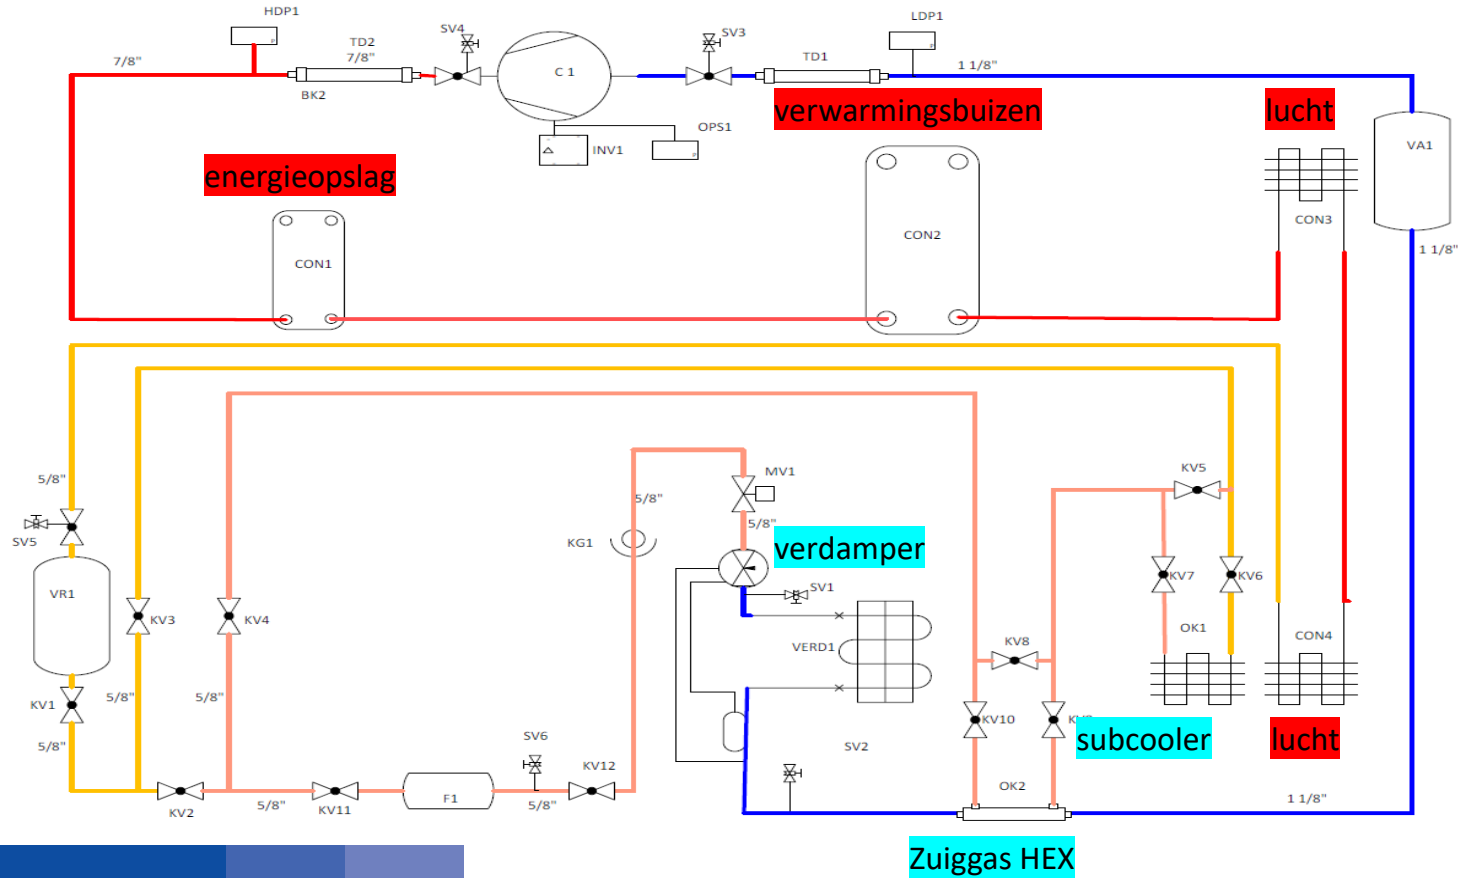 HDP1
SV4
SV3
LDP1
TD2
7/8"
7/8"
C 1
TD1
1 1/8"
P
P
BK2
verwarmingsbuizen
lucht
OPS1
INV1
P
VA1
energieopslag
CON3
CON2
1 1/8"
CON1
MV1
KV5
5/8"
5/8"
5/8"
SV5
KG1
verdamper
KV7
KV6
VR1
SV1
KV3
KV4
OK1
CON4
KV8
VERD1
5/8"
5/8"
KV1
KV10
subcooler
lucht
5/8"
SV6
SV2
KV12
OK2
F1
5/8"
5/8"
1 1/8"
KV2
KV11
Zuiggas HEX